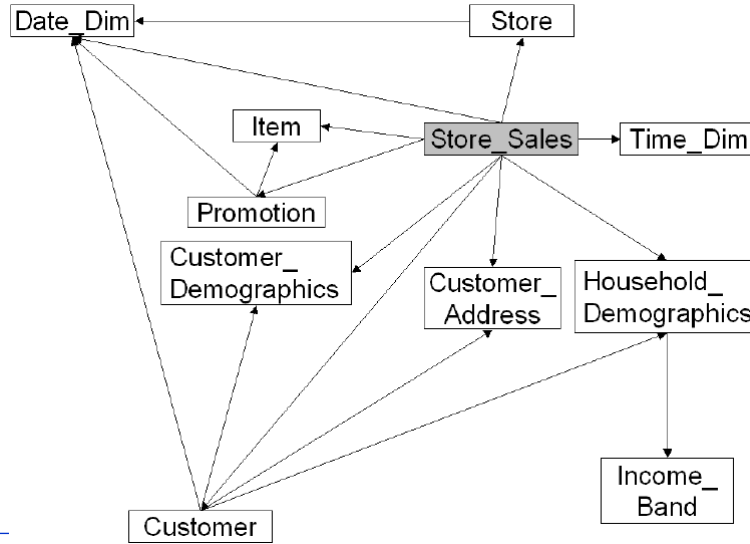 Date_Dim
Store
Item
Store_Sales
Time_Dim
Promotion
Customer_
Demographics
Customer_
Address
Household_
Demographics
Income_
Band
Customer